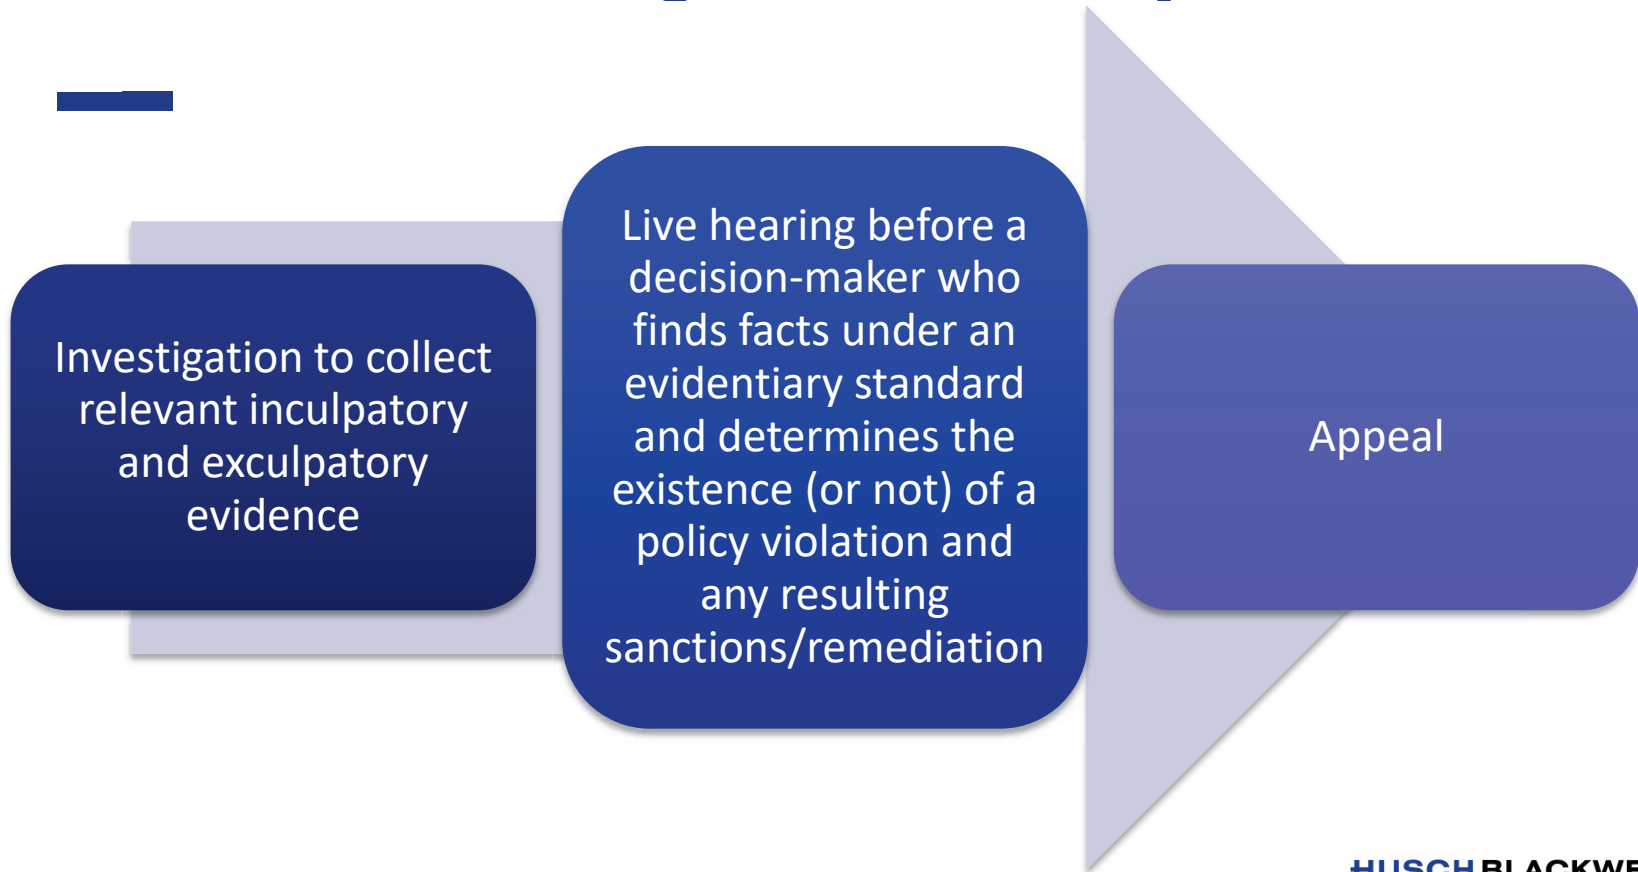 Investigation to collect
relevant inculpatory
and exculpatory
evidence
Live hearing before a
decision-maker who
finds facts under an
evidentiary standard
and determines the
existence (or not) of a
policy violation and
any resulting
sanctions/remediation
Appeal
HUSCH